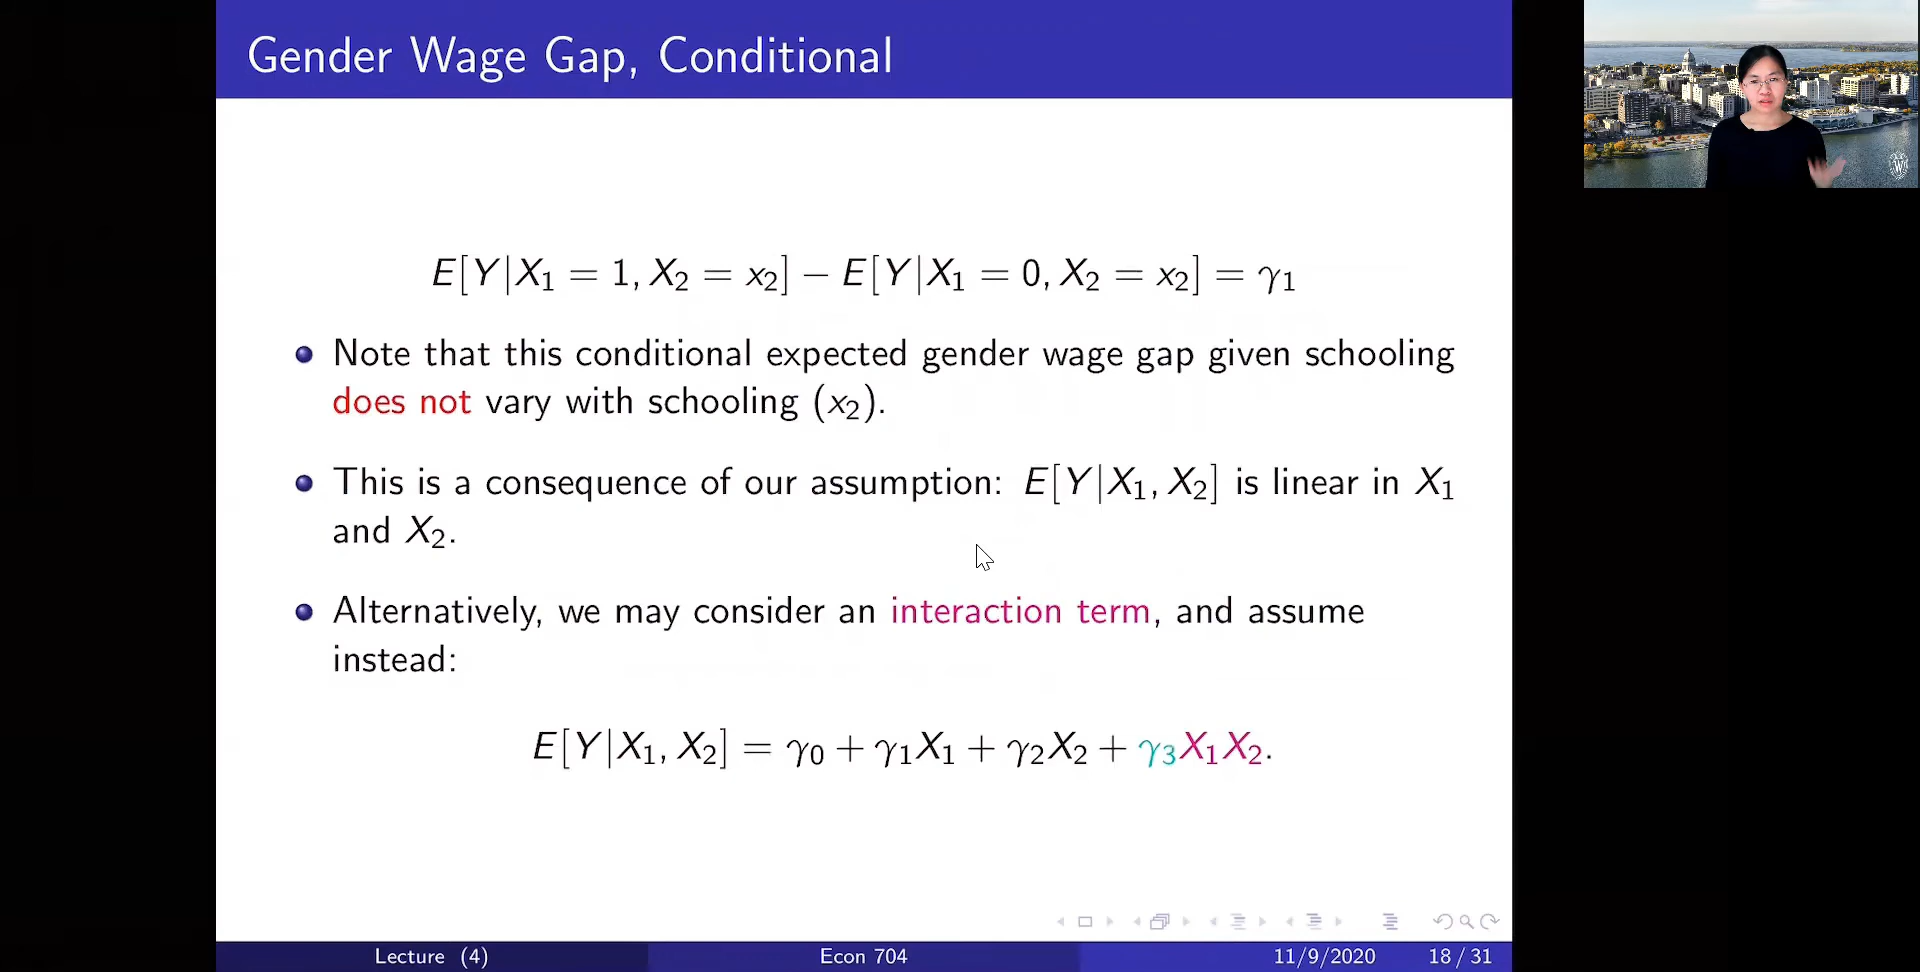 Gender Wage Gap, Conditional
E[Y|X₁ = 1, X₂ = x₂] − E[Y|X₁ = 0, X₂ = x₂] = γ₁
Note that this conditional expected gender wage gap given schooling
does not vary with schooling (x₂).
This is a consequence of our assumption: E[Y|X₁, X₂] is linear in X₁
and X₂.
Alternatively, we may consider an interaction term, and assume
instead:
E[Y|X₁, X₂] = γ₀ + γ₁X₁ + γ₂X₂ + γ₃X₁X₂.
Lecture (4) Econ 704 11/9/2020 18 / 31
W